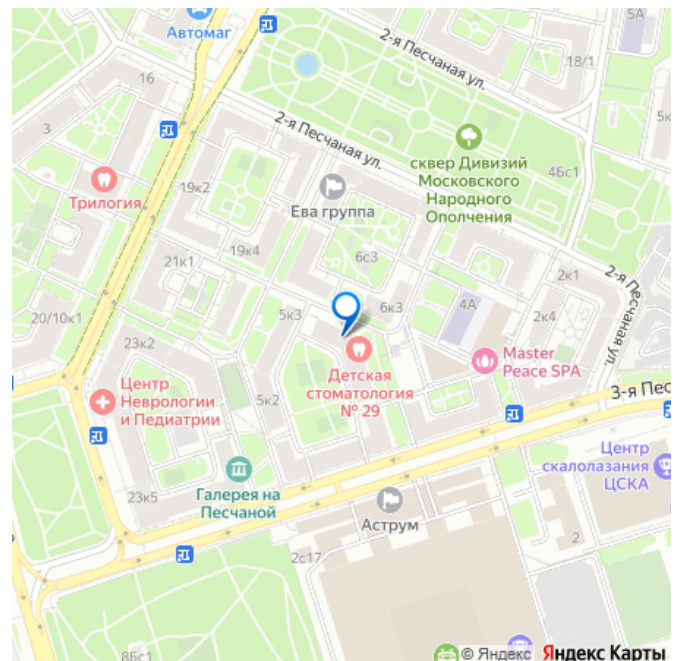 Автомаг
2-я Песчаная ул.
5А
18/1
16
3
2-я Песчаная ул.
5к
сквер Дивизий
Московского
Народного
Ополчения
4Бс1
Трилогия
19к2
Ева группа
21к1
19к4
6с3
2к1
2-я Песчаная ул.
20/10к1
5к3
6к3
4А
2к4
23к2
Детская
стоматология
№ 29
Master
Peace SPA
Центр
Неврологии
и Педиатрии
5к2
3-я Пес
Галерея на
Песчаной
23к5
Центр
скалолазания
ЦСКА
Аструм
2с17
2
8Бс1
© Яндекс Яндекс Карты